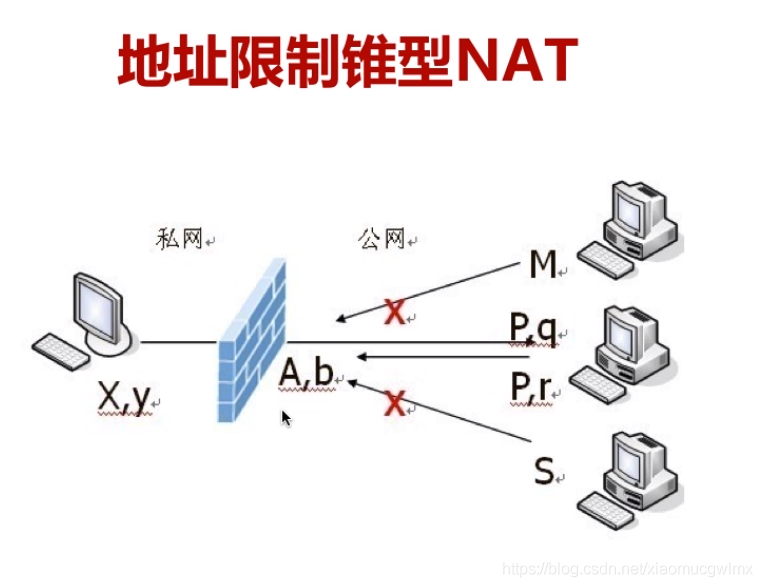 地址限制锥型NAT
私网
公网
M
X
P,q
A,b
P,r
X,y
X
S
https://blog.csdn.net/xiaomucgwlmx